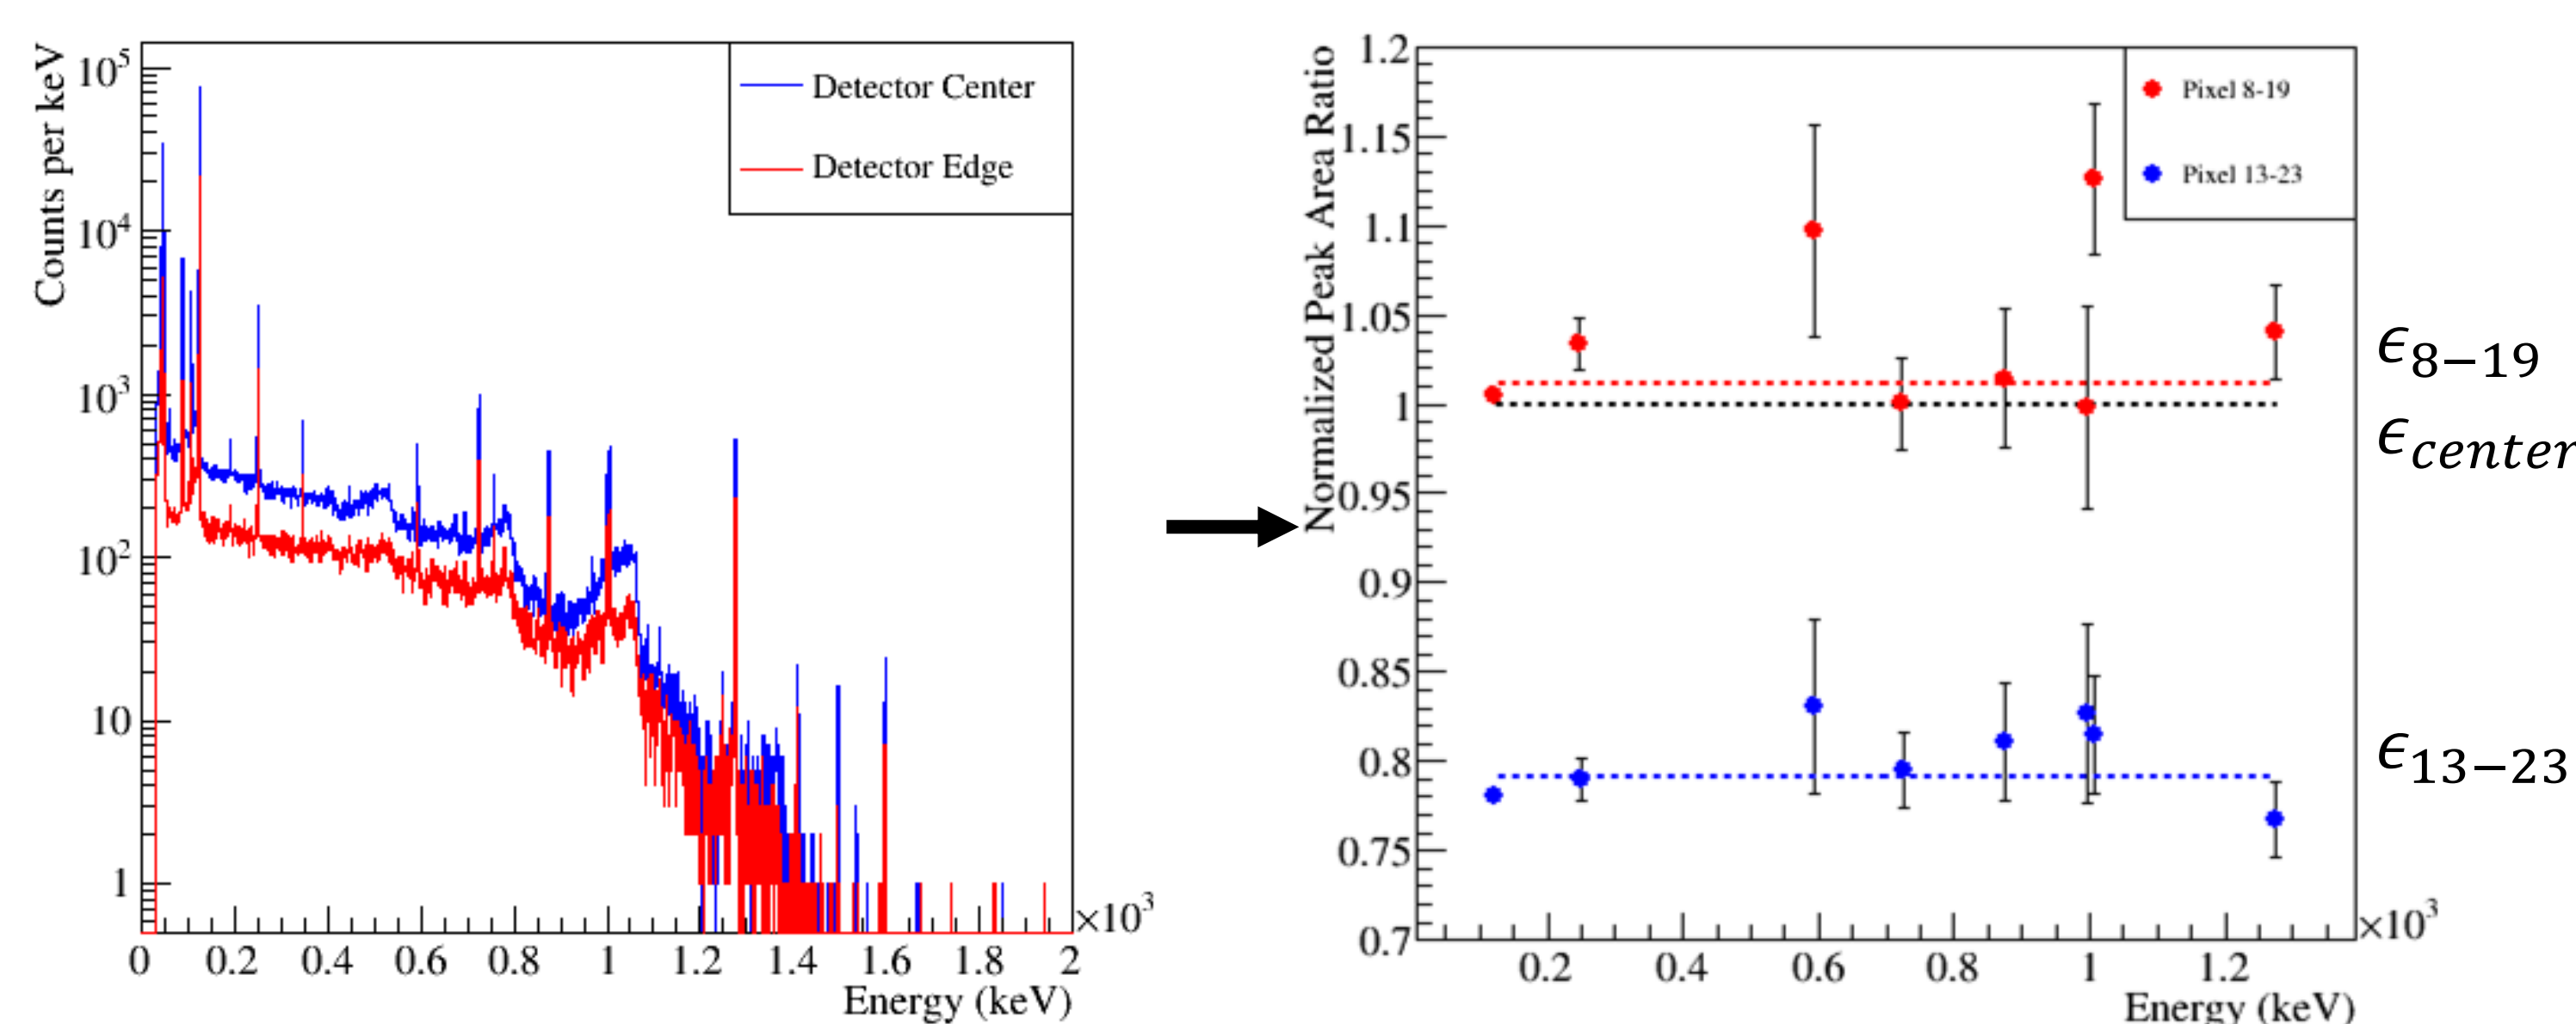 Counts per keV
10^5
10^4
10^3
10^2
10
1
Detector Center
Detector Edge
0 0.2 0.4 0.6 0.8 1 1.2 1.4 1.6 1.8 2
×10^3
Energy (keV)
Normalized Peak Area Ratio
1.2
1.15
1.1
1.05
1
0.95
0.9
0.85
0.8
0.75
0.7
Pixel 8-19
Pixel 13-23
0.2 0.4 0.6 0.8 1 1.2
×10^3
Energy (keV)
ϵ8−19
ϵcenter
ϵ13−23